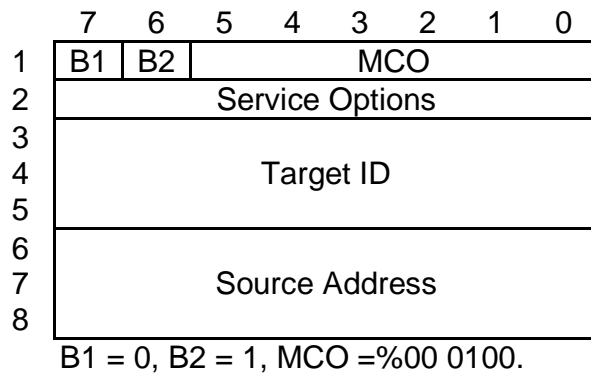 7 6 5 4 3 2 1 0
1 B1 B2 MCO
2 Service Options
3
4 Target ID
5
6
7 Source Address
8
B1 = 0, B2 = 1, MCO =%00 0100.